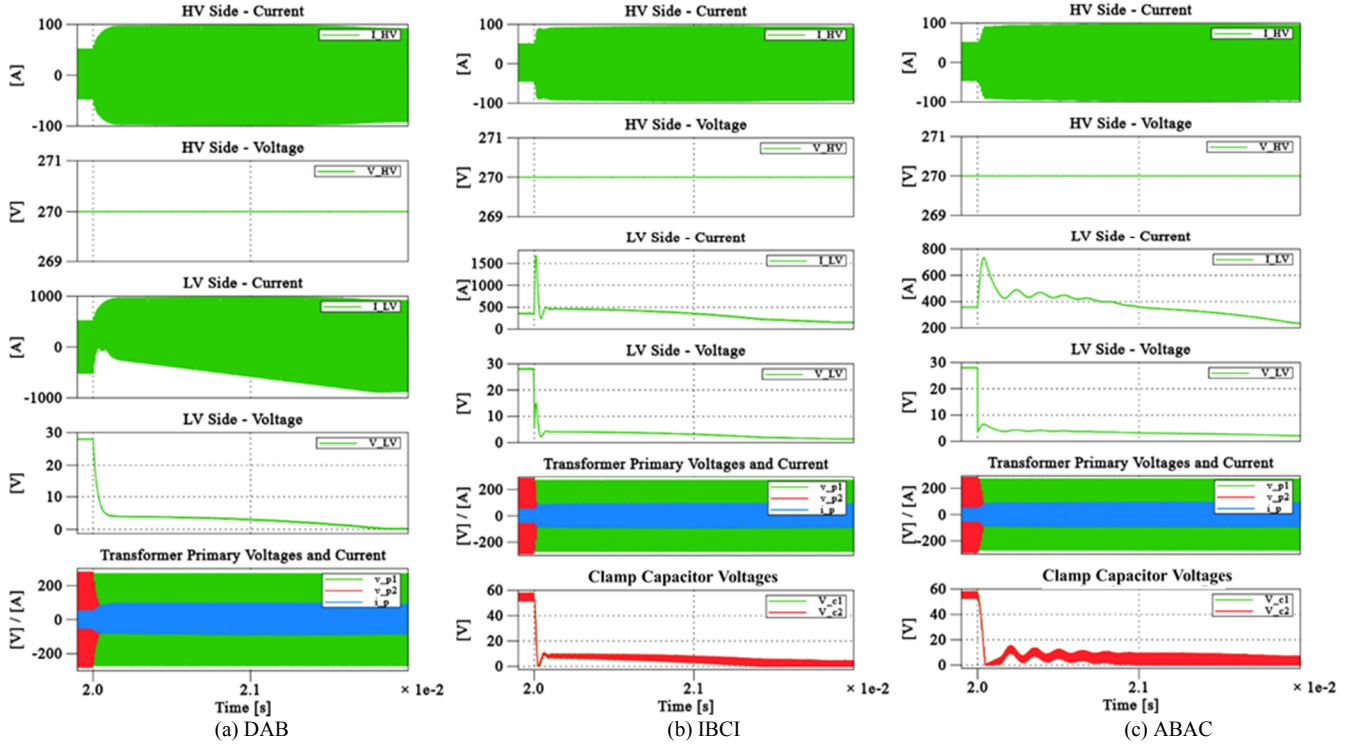 HV Side - Current
100
0
-100
[A]
I_HV
HV Side - Voltage
271
270
269
[V]
V_HV
LV Side - Current
1000
0
-1000
[A]
I_LV
LV Side - Voltage
30
20
10
0
[V]
V_LV
Transformer Primary Voltages and Current
200
0
-200
[V] / [A]
v_p1
v_p2
i_p
2.0
2.1
× 1e-2
Time [s]
(a) DAB
HV Side - Current
100
0
-100
[A]
I_HV
HV Side - Voltage
271
270
269
[V]
V_HV
LV Side - Current
1500
1000
500
0
[A]
I_LV
LV Side - Voltage
30
20
10
0
[V]
V_LV
Transformer Primary Voltages and Current
200
0
-200
[V] / [A]
v_p1
v_p2
i_p
Clamp Capacitor Voltages
60
40
20
0
[V]
V_c1
V_c2
2.0
2.1
× 1e-2
Time [s]
(b) IBCI
HV Side - Current
100
0
-100
[A]
I_HV
HV Side - Voltage
271
270
269
[V]
V_HV
LV Side - Current
800
600
400
200
[A]
I_LV
LV Side - Voltage
30
20
10
0
[V]
V_LV
Transformer Primary Voltages and Current
200
0
-200
[V] / [A]
v_p1
v_p2
i_p
Clamp Capacitor Voltages
60
40
20
0
[V]
V_c1
V_c2
2.0
2.1
× 1e-2
Time [s]
(c) ABAC